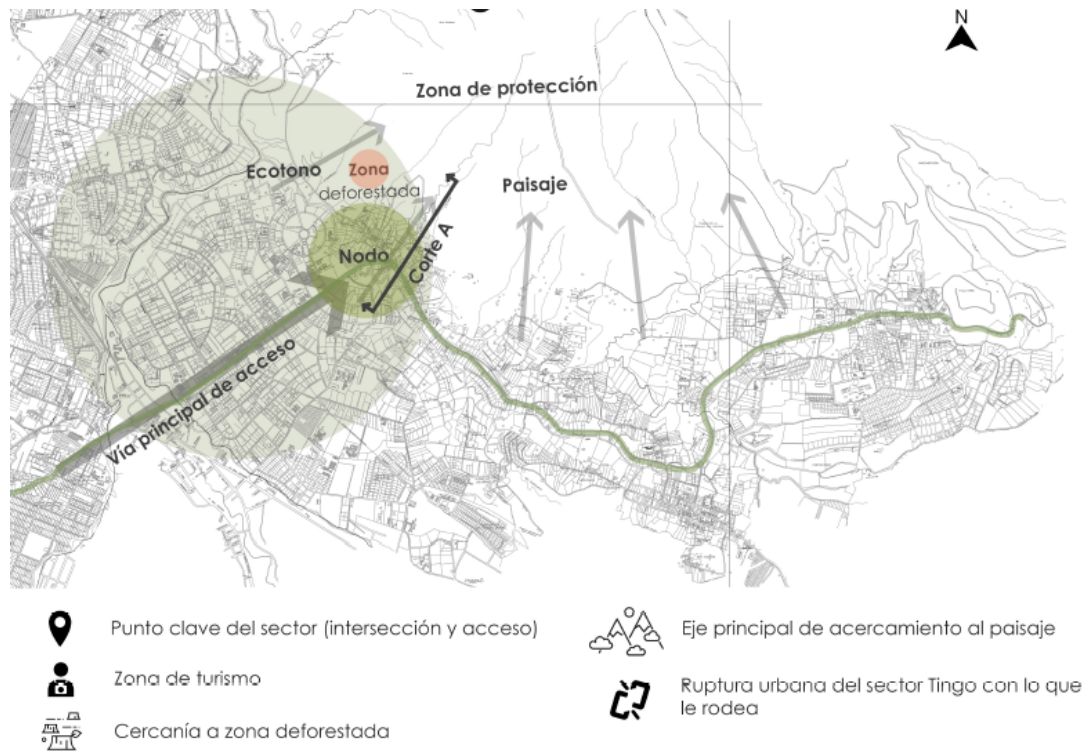 N
Zona de protección
Ecotono
Zona
deforestada
Paisaje
Nodo
Corte A
Vía principal de acceso
Punto clave del sector (intersección y acceso)
Eje principal de acercamiento al paisaje
Zona de turismo
Ruptura urbana del sector Tingo con lo que
le rodea
Cercanía a zona deforestada